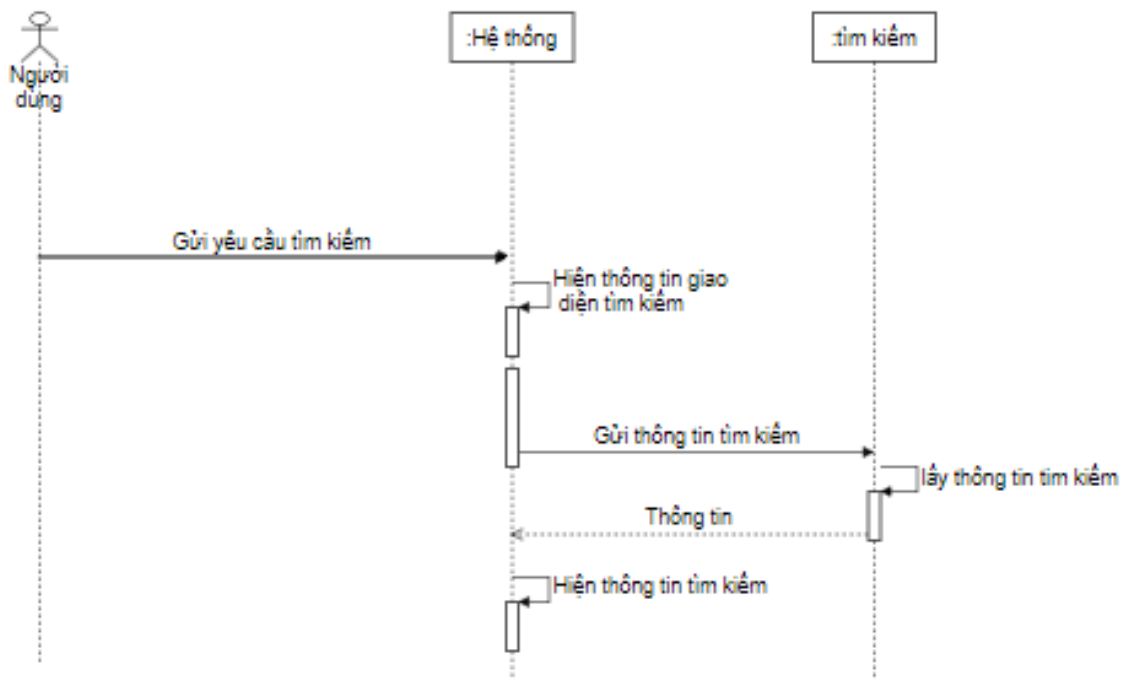 :Hệ thống
:tìm kiếm
Người
dùng
Gửi yêu cầu tìm kiếm
Hiện thông tin giao
diện tìm kiếm
Gửi thông tin tìm kiếm
lấy thông tin tìm kiếm
Thông tin
Hiện thông tin tìm kiếm